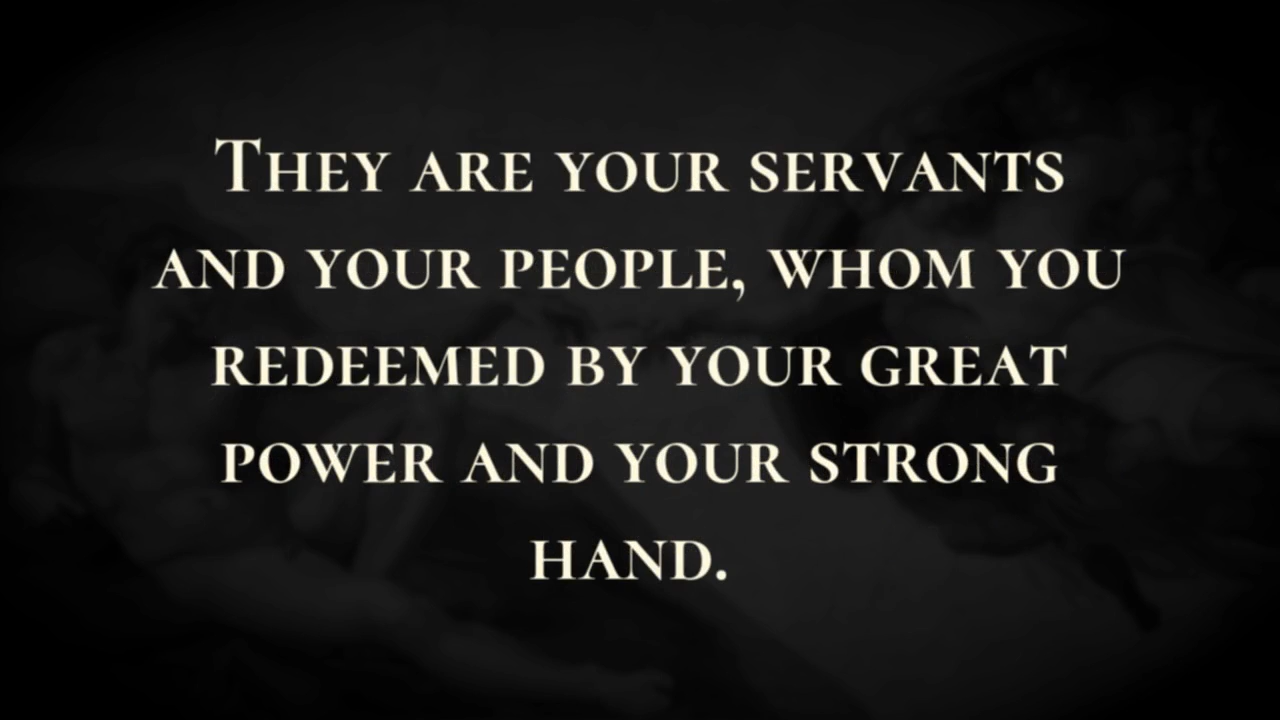 They are your servants
and your people, whom you
redeemed by your great
power and your strong
hand.